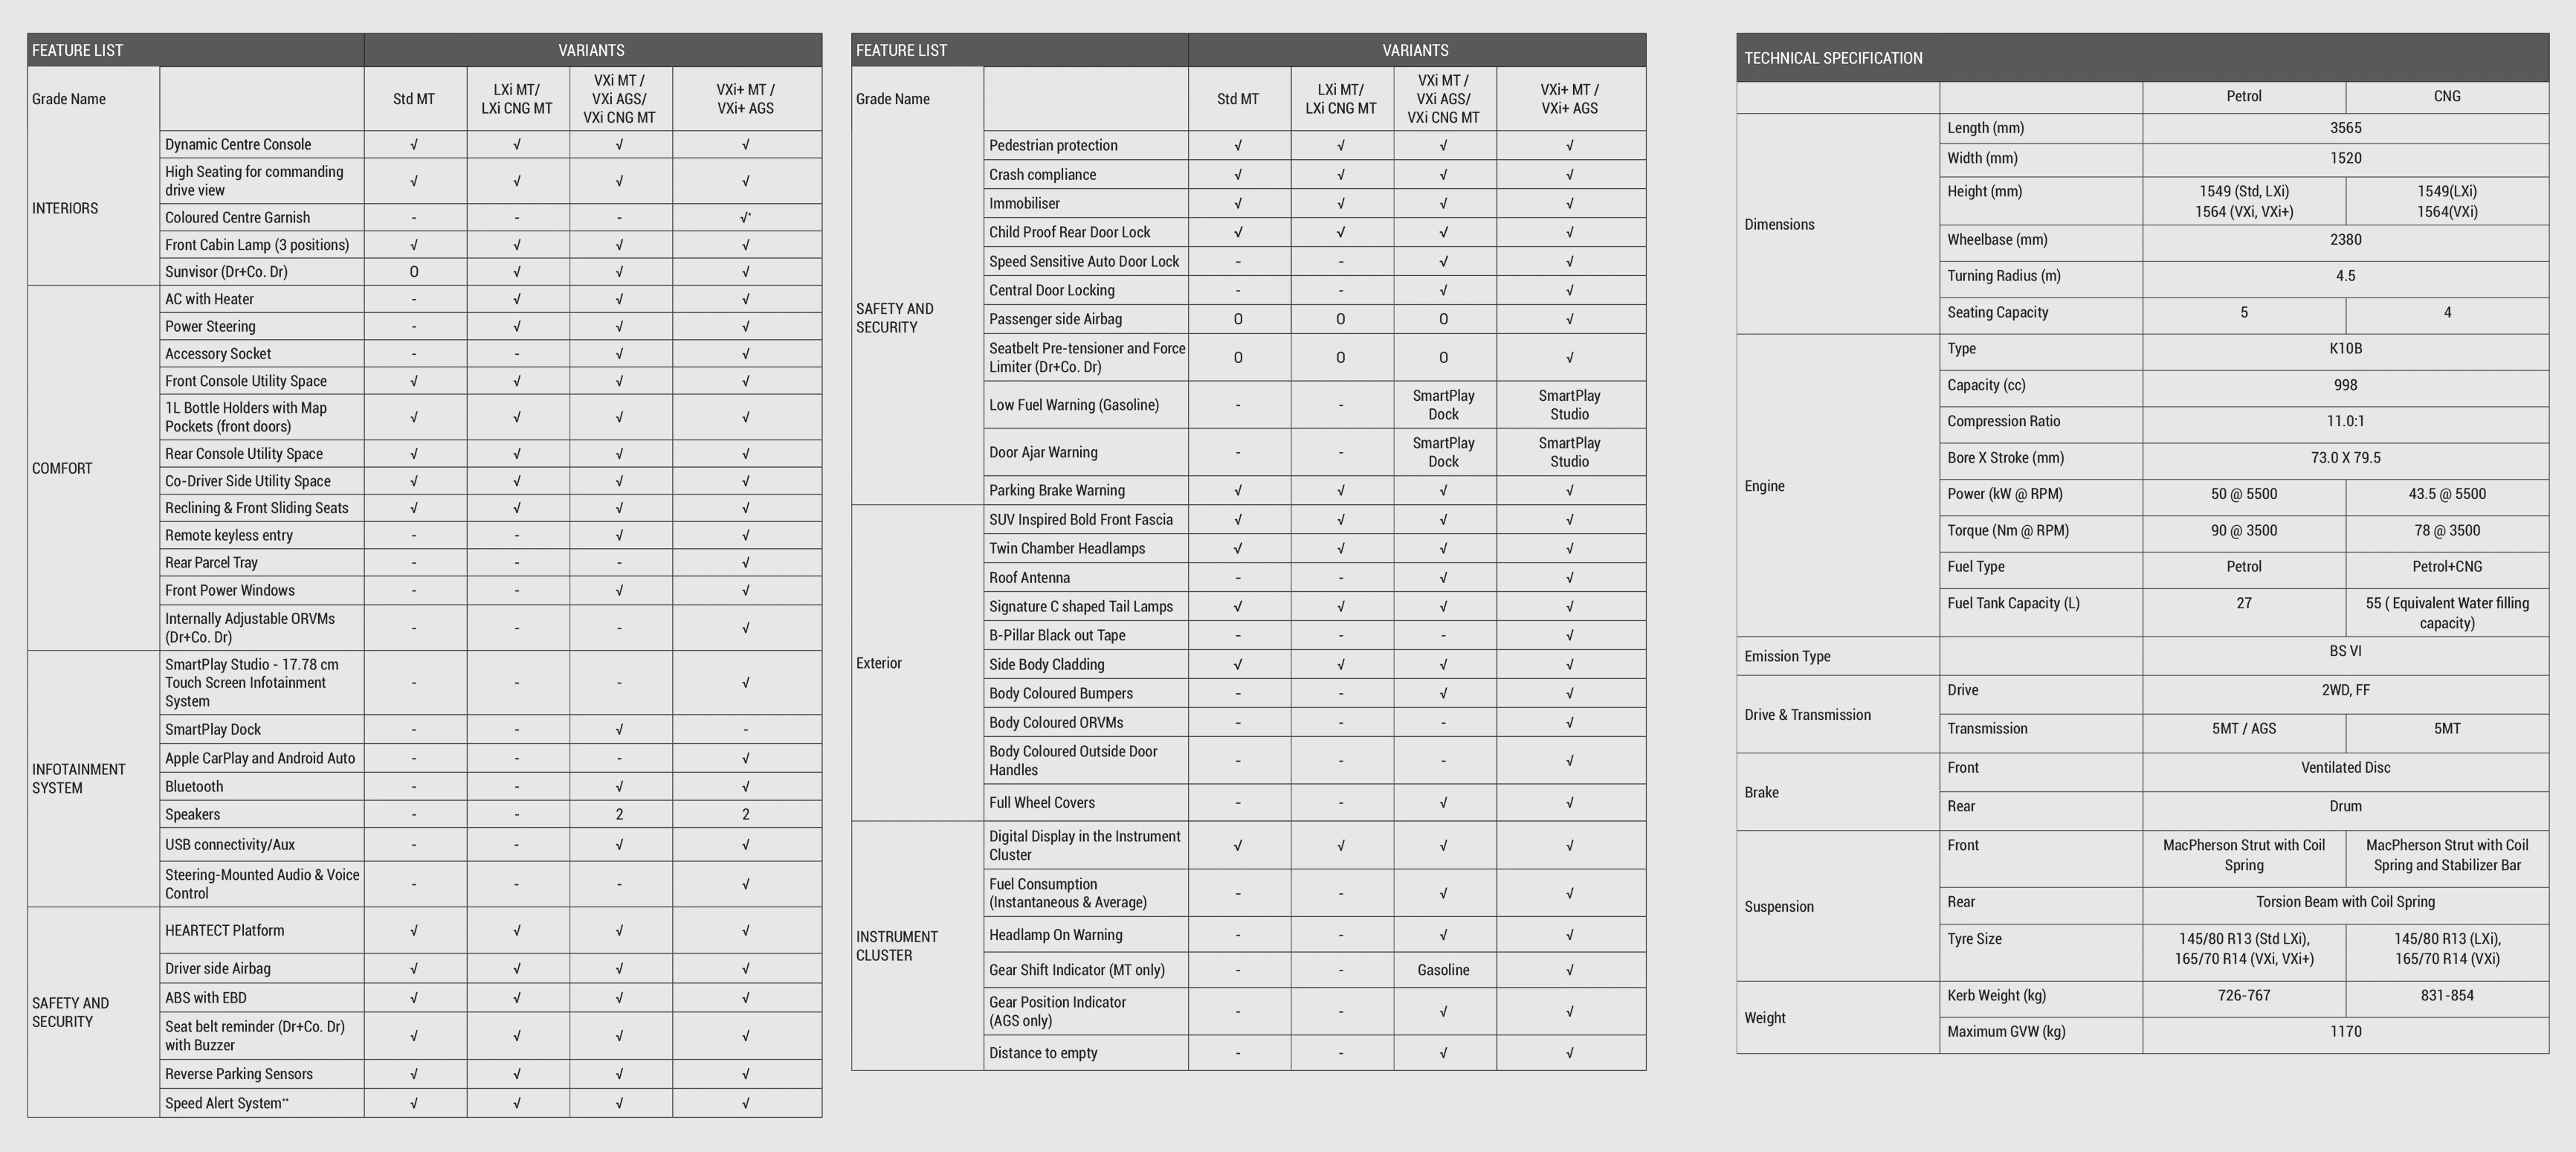 FEATURE LIST VARIANTS
Grade Name Std MT LXi MT/ LXi CNG MT VXi MT / VXi AGS/ VXi CNG MT VXi+ MT / VXi+ AGS
INTERIORS
Dynamic Centre Console √ √ √ √
High Seating for commanding drive view √ √ √ √
Coloured Centre Garnish - - - √*
Front Cabin Lamp (3 positions) √ √ √ √
Sunvisor (Dr+Co. Dr) O √ √ √
COMFORT
AC with Heater - √ √ √
Power Steering - √ √ √
Accessory Socket - - √ √
Front Console Utility Space √ √ √ √
1L Bottle Holders with Map Pockets (front doors) √ √ √ √
Rear Console Utility Space √ √ √ √
Co-Driver Side Utility Space √ √ √ √
Reclining & Front Sliding Seats √ √ √ √
Remote keyless entry - - √ √
Rear Parcel Tray - - - √
Front Power Windows - - √ √
Internally Adjustable ORVMs (Dr+Co. Dr) - - - √
INFOTAINMENT SYSTEM
SmartPlay Studio - 17.78 cm Touch Screen Infotainment System - - - √
SmartPlay Dock - - √ -
Apple CarPlay and Android Auto - - - √
Bluetooth - - √ √
Speakers - - 2 2
USB connectivity/Aux - - √ √
Steering-Mounted Audio & Voice Control - - - √
SAFETY AND SECURITY
HEARTECT Platform √ √ √ √
Driver side Airbag √ √ √ √
ABS with EBD √ √ √ √
Seat belt reminder (Dr+Co. Dr) with Buzzer √ √ √ √
Reverse Parking Sensors √ √ √ √
Speed Alert System** √ √ √ √
FEATURE LIST VARIANTS
Grade Name Std MT LXi MT/ LXi CNG MT VXi MT / VXi AGS/ VXi CNG MT VXi+ MT / VXi+ AGS
SAFETY AND SECURITY
Pedestrian protection √ √ √ √
Crash compliance √ √ √ √
Immobiliser √ √ √ √
Child Proof Rear Door Lock √ √ √ √
Speed Sensitive Auto Door Lock - - √ √
Central Door Locking - - √ √
Passenger side Airbag O O O √
Seatbelt Pre-tensioner and Force Limiter (Dr+Co. Dr) O O O √
Low Fuel Warning (Gasoline) - - SmartPlay Dock SmartPlay Studio
Door Ajar Warning - - SmartPlay Dock SmartPlay Studio
Parking Brake Warning √ √ √ √
Exterior
SUV Inspired Bold Front Fascia √ √ √ √
Twin Chamber Headlamps √ √ √ √
Roof Antenna - - √ √
Signature C shaped Tail Lamps √ √ √ √
B-Pillar Black out Tape - - - √
Side Body Cladding √ √ √ √
Body Coloured Bumpers - - √ √
Body Coloured ORVMs - - - √
Body Coloured Outside Door Handles - - - √
Full Wheel Covers - - √ √
INSTRUMENT CLUSTER
Digital Display in the Instrument Cluster √ √ √ √
Fuel Consumption (Instantaneous & Average) - - √ √
Headlamp On Warning - - √ √
Gear Shift Indicator (MT only) - - Gasoline √
Gear Position Indicator (AGS only) - - √ √
Distance to empty - - √ √
TECHNICAL SPECIFICATION
Petrol CNG
Dimensions
Length (mm) 3565
Width (mm) 1520
Height (mm) 1549 (Std, LXi) 1564 (VXi, VXi+) 1549(LXi) 1564(VXi)
Wheelbase (mm) 2380
Turning Radius (m) 4.5
Seating Capacity 5 4
Engine
Type K10B
Capacity (cc) 998
Compression Ratio 11.0:1
Bore X Stroke (mm) 73.0 X 79.5
Power (kW @ RPM) 50 @ 5500 43.5 @ 5500
Torque (Nm @ RPM) 90 @ 3500 78 @ 3500
Fuel Type Petrol Petrol+CNG
Fuel Tank Capacity (L) 27 55 ( Equivalent Water filling capacity)
Emission Type BS VI
Drive & Transmission
Drive 2WD, FF
Transmission 5MT / AGS 5MT
Brake
Front Ventilated Disc
Rear Drum
Suspension
Front MacPherson Strut with Coil Spring MacPherson Strut with Coil Spring and Stabilizer Bar
Rear Torsion Beam with Coil Spring
Tyre Size 145/80 R13 (Std LXi), 165/70 R14 (VXi, VXi+) 145/80 R13 (LXi), 165/70 R14 (VXi)
Weight
Kerb Weight (kg) 726-767 831-854
Maximum GVW (kg) 1170